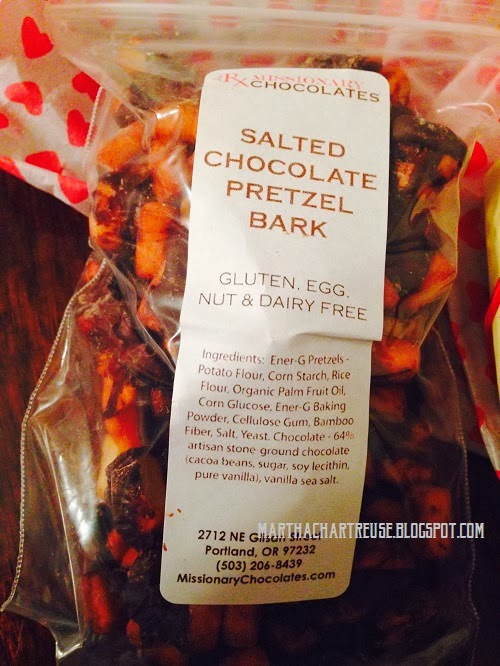 Rx MISSIONARY
CHOCOLATES
SALTED
CHOCOLATE
PRETZEL
BARK
GLUTEN, EGG,
NUT & DAIRY FREE
Ingredients: Ener-G Pretzels -
Potato Flour, Corn Starch, Rice
Flour, Organic Palm Fruit Oil,
Corn Glucose, Ener-G Baking
Powder, Cellulose Gum, Bamboo
Fiber, Salt, Yeast. Chocolate - 64%
artisan stone-ground chocolate
(cacao beans, sugar, soy lecithin,
pure vanilla), vanilla sea salt.
2712 NE Glisan Street
MARTHACHARTREUSE.BLOGSPOT.COM
Portland, OR 97232
(503) 206-8439
MissionaryChocolates.com